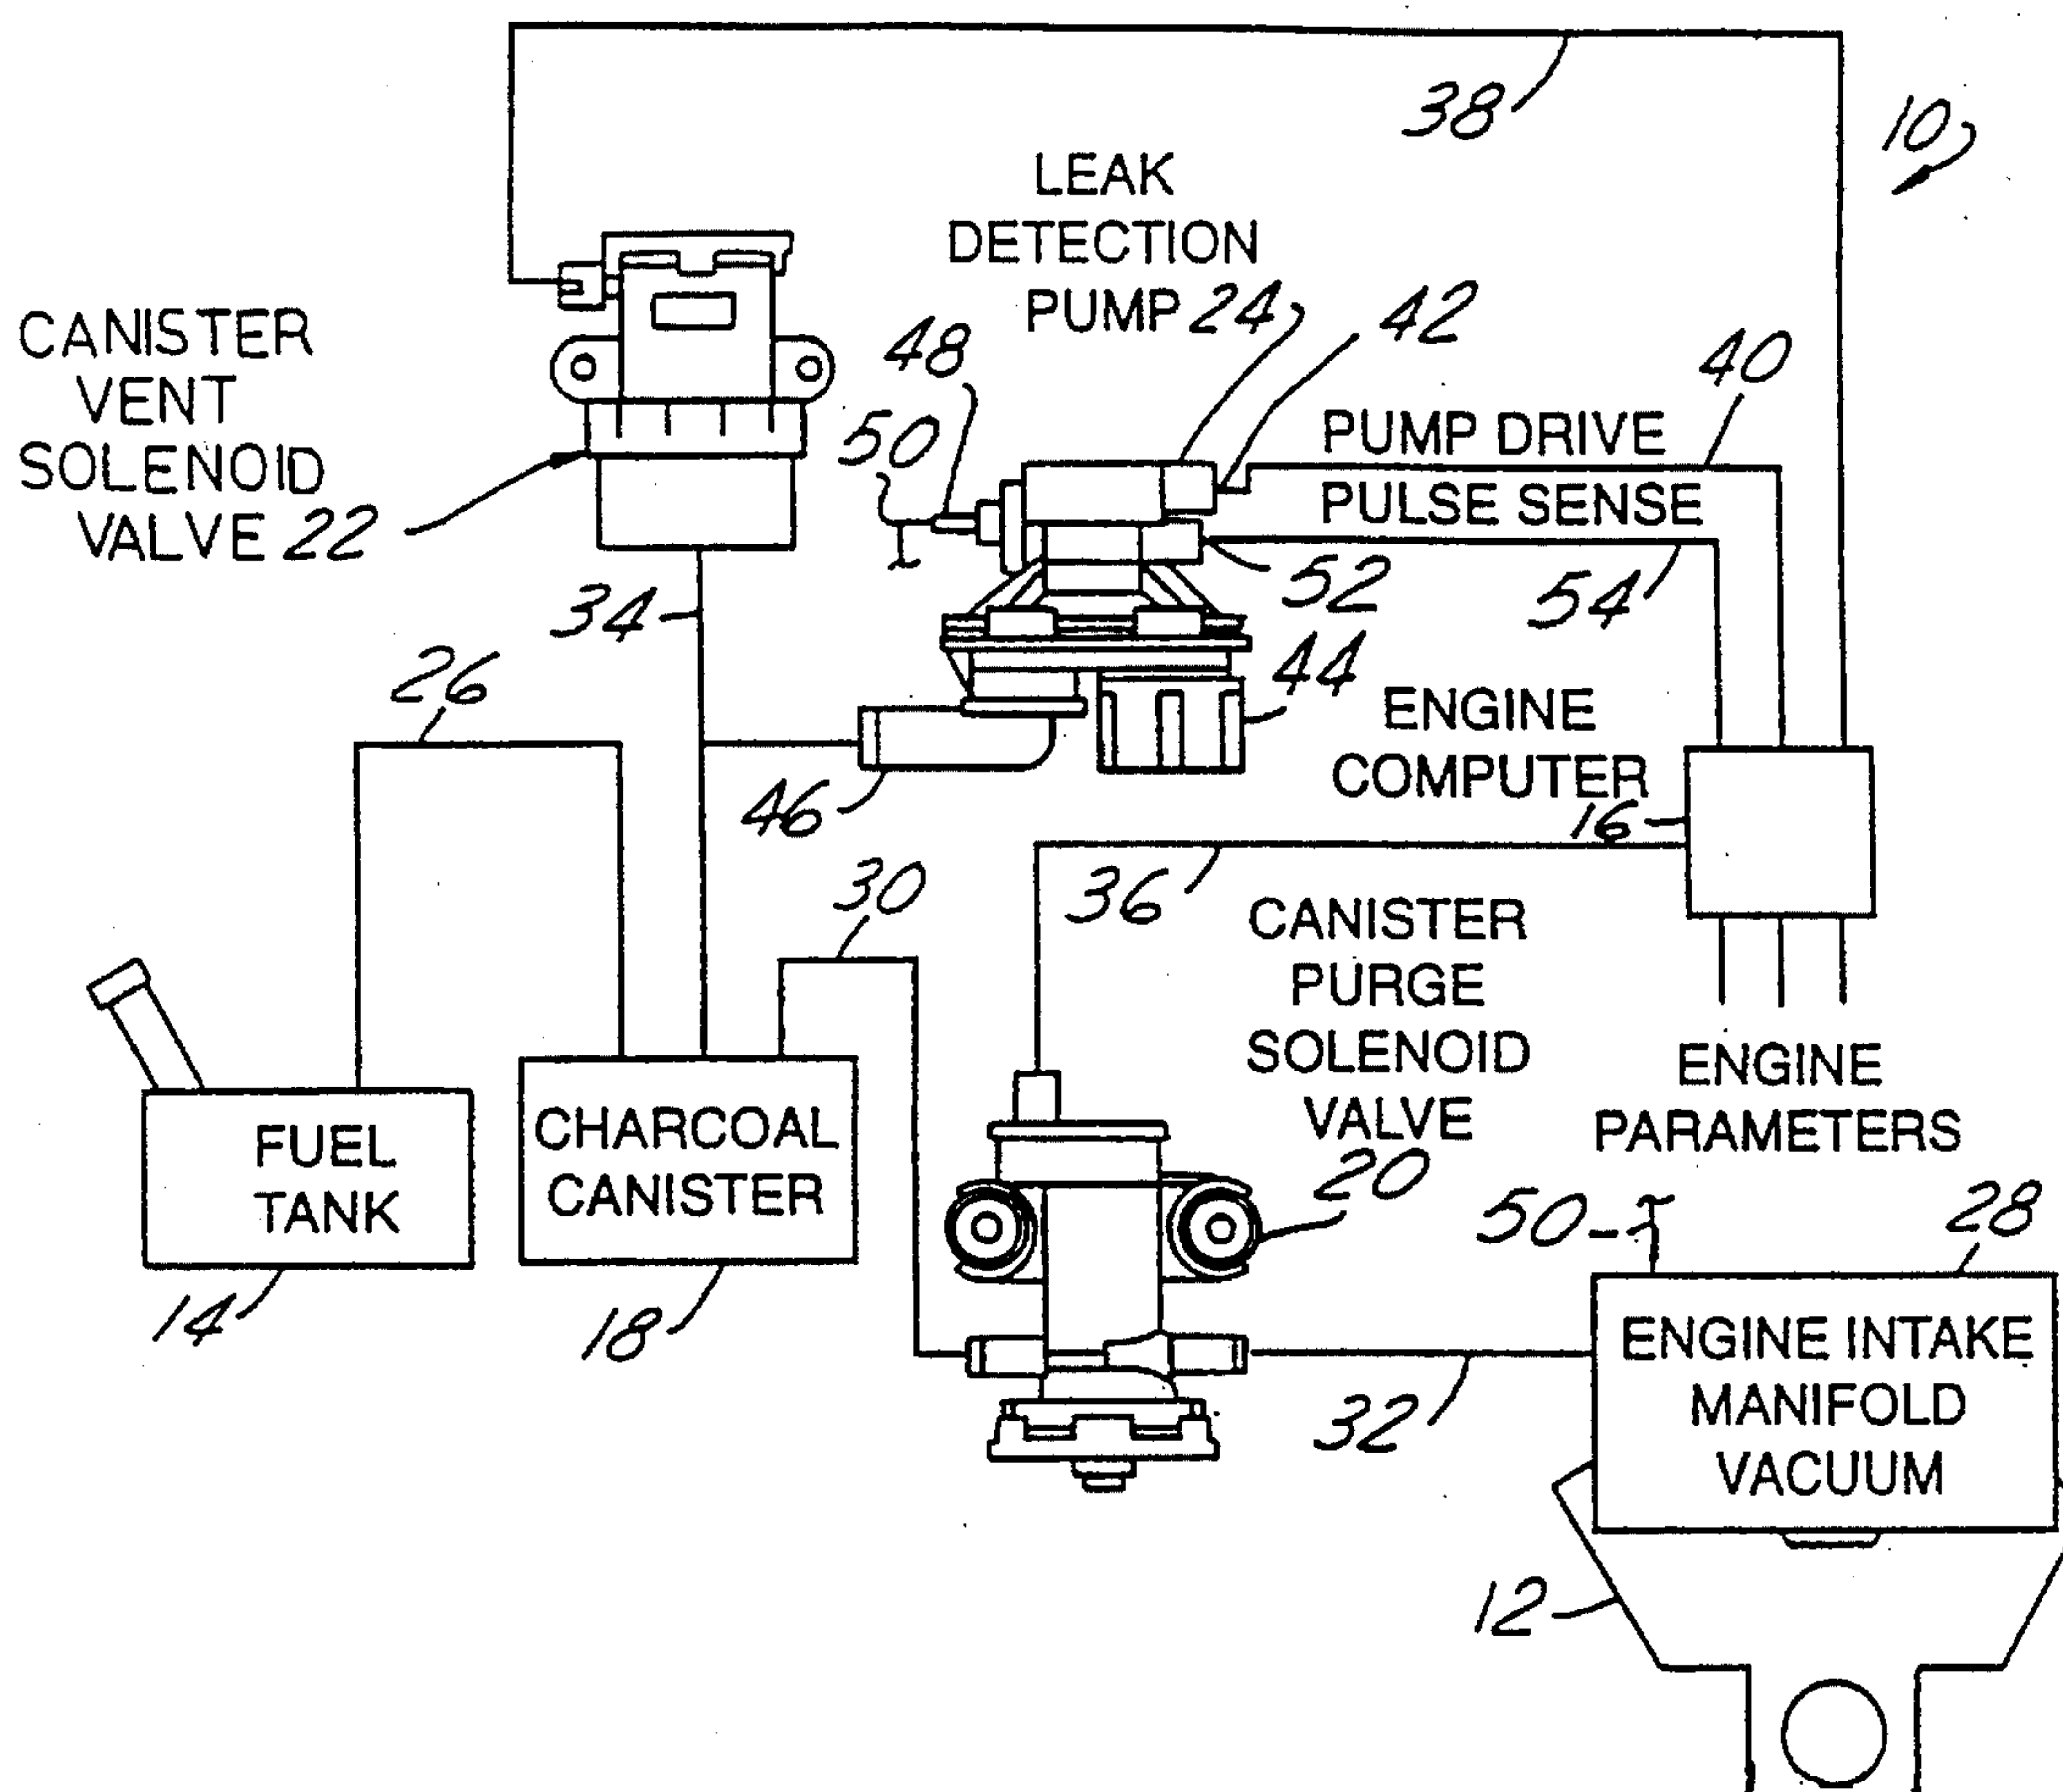 38
10
LEAK
DETECTION
PUMP 24
42
48
40
CANISTER
VENT
SOLENOID
VALVE 22
50
PUMP DRIVE
PULSE SENSE
52
54
34
26
44
ENGINE
COMPUTER
16
46
30
36
CANISTER
PURGE
SOLENOID
VALVE
20
ENGINE
PARAMETERS
FUEL
TANK
14
CHARCOAL
CANISTER
18
50
28
ENGINE INTAKE
MANIFOLD
VACUUM
32
12